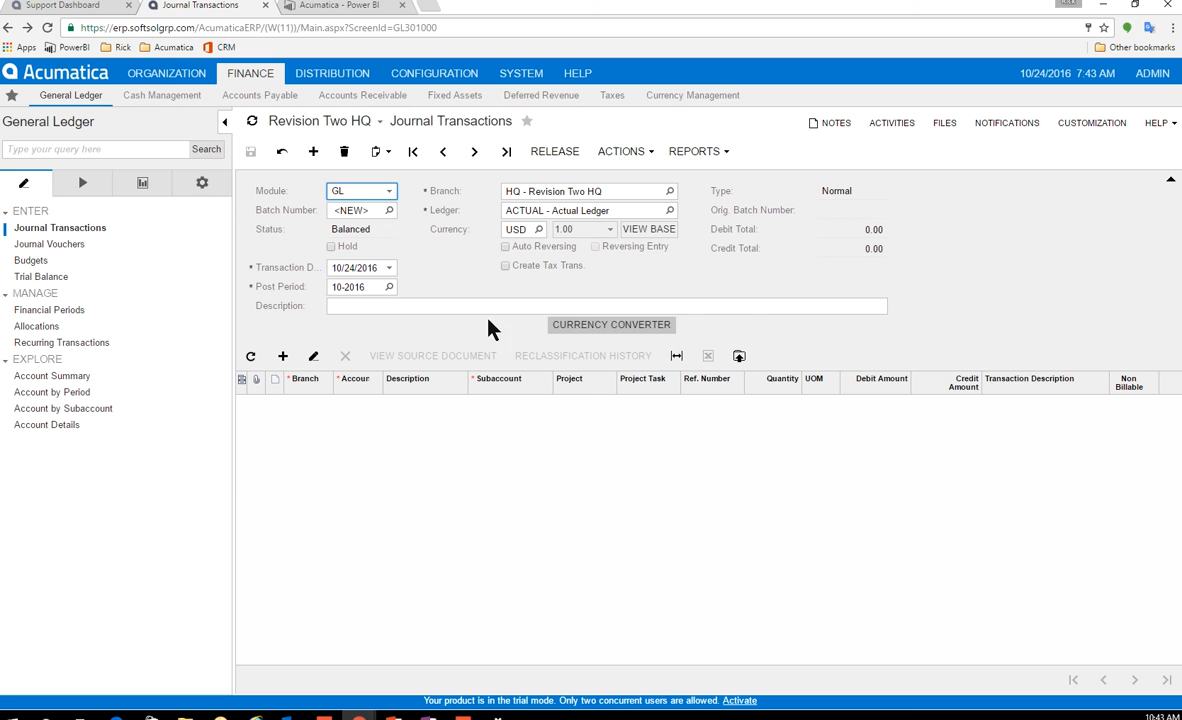 Support Dashboard × Journal Transactions × Acumatica - Power BI × Rick
https://erp.softsolgrp.com/AcumaticaERP/(W(11))/Main.aspx?ScreenId=GL301000
Apps PowerBI Rick Acumatica CRM Other bookmarks
Acumatica ORGANIZATION FINANCE DISTRIBUTION CONFIGURATION SYSTEM HELP 10/24/2016 7:43 AM ADMIN
General Ledger Cash Management Accounts Payable Accounts Receivable Fixed Assets Deferred Revenue Taxes Currency Management
General Ledger
Revision Two HQ - Journal Transactions NOTES ACTIVITIES FILES NOTIFICATIONS CUSTOMIZATION HELP
Type your query here Search
RELEASE ACTIONS REPORTS
ENTER
Journal Transactions
Journal Vouchers
Budgets
Trial Balance
MANAGE
Financial Periods
Allocations
Recurring Transactions
EXPLORE
Account Summary
Account by Period
Account by Subaccount
Account Details
Module: GL * Branch: HQ - Revision Two HQ Type: Normal
Batch Number: <NEW> * Ledger: ACTUAL - Actual Ledger Orig. Batch Number:
Status: Balanced Currency: USD 1.00 VIEW BASE Debit Total: 0.00
Hold Auto Reversing Reversing Entry Credit Total: 0.00
* Transaction D... 10/24/2016 Create Tax Trans.
* Post Period: 10-2016
Description:
CURRENCY CONVERTER
VIEW SOURCE DOCUMENT RECLASSIFICATION HISTORY
* Branch * Accour Description * Subaccount Project Project Task Ref. Number Quantity UOM Debit Amount Credit Amount Transaction Description Non Billable
Your product is in the trial mode. Only two concurrent users are allowed. Activate
10:43 AM